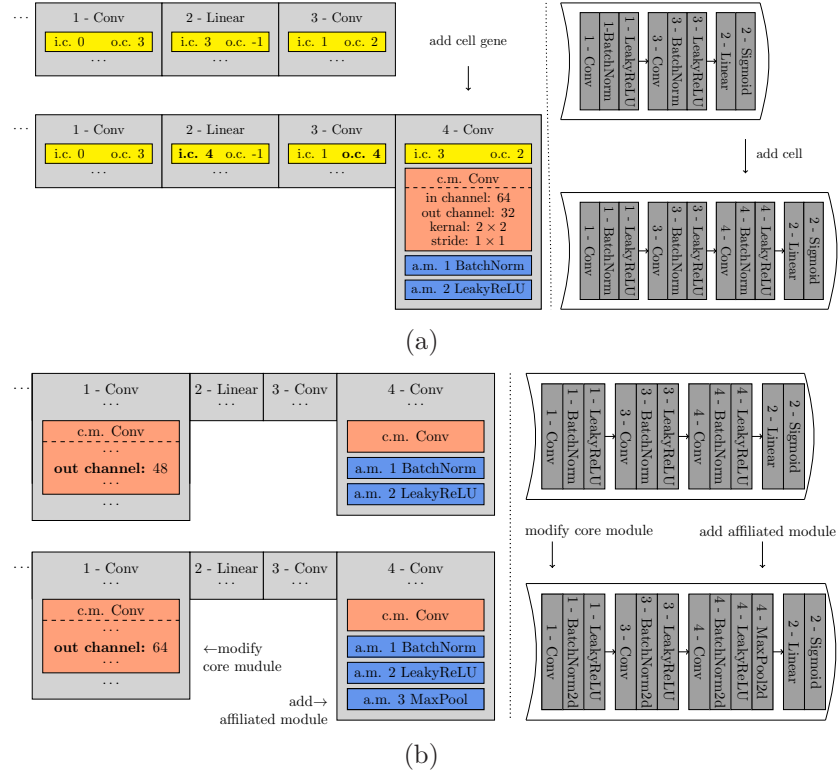 1 - Conv
2 - Linear
3 - Conv
i.c. 0 o.c. 3
i.c. 3 o.c. -1
i.c. 1 o.c. 2
...
...
...
...
add cell gene
...
1 - Conv
2 - Linear
3 - Conv
4 - Conv
i.c. 0 o.c. 3
i.c. 4 o.c. -1
i.c. 1 o.c. 4
i.c. 3 o.c. 2
...
...
...
c.m. Conv
in channel: 64
out channel: 32
kernal: 2 × 2
stride: 1 × 1
a.m. 1 BatchNorm
a.m. 2 LeakyReLU
1 - Conv
1-BatchNorm
1 - LeakyReLU
3 - Conv
3 - BatchNorm
3 - LeakyReLU
2 - Linear
2 - Sigmoid
add cell
1 - Conv
1 - BatchNorm
1 - LeakyReLU
3 - Conv
3 - BatchNorm
3 - LeakyReLU
4 - Conv
4 - BatchNorm
4 - LeakyReLU
2 - Linear
2 - Sigmoid
(a)
...
1 - Conv
...
2 - Linear
...
3 - Conv
...
4 - Conv
...
c.m. Conv
...
out channel: 48
...
c.m. Conv
a.m. 1 BatchNorm
a.m. 2 LeakyReLU
...
1 - Conv
...
2 - Linear
...
3 - Conv
...
4 - Conv
...
c.m. Conv
...
out channel: 64
...
...
←modify
core mudule
c.m. Conv
a.m. 1 BatchNorm
a.m. 2 LeakyReLU
a.m. 3 MaxPool
add→
affiliated module
1 - Conv
1 - BatchNorm
1 - LeakyReLU
3 - Conv
3 - BatchNorm
3 - LeakyReLU
4 - Conv
4 - BatchNorm
4 - LeakyReLU
2 - Linear
2 - Sigmoid
modify core module
add affiliated module
1 - Conv
1 - BatchNorm2d
1 - LeakyReLU
3 - Conv
3 - BatchNorm2d
3 - LeakyReLU
4 - Conv
4 - BatchNorm2d
4 - LeakyReLU
4 - MaxPool2d
2 - Linear
2 - Sigmoid
(b)